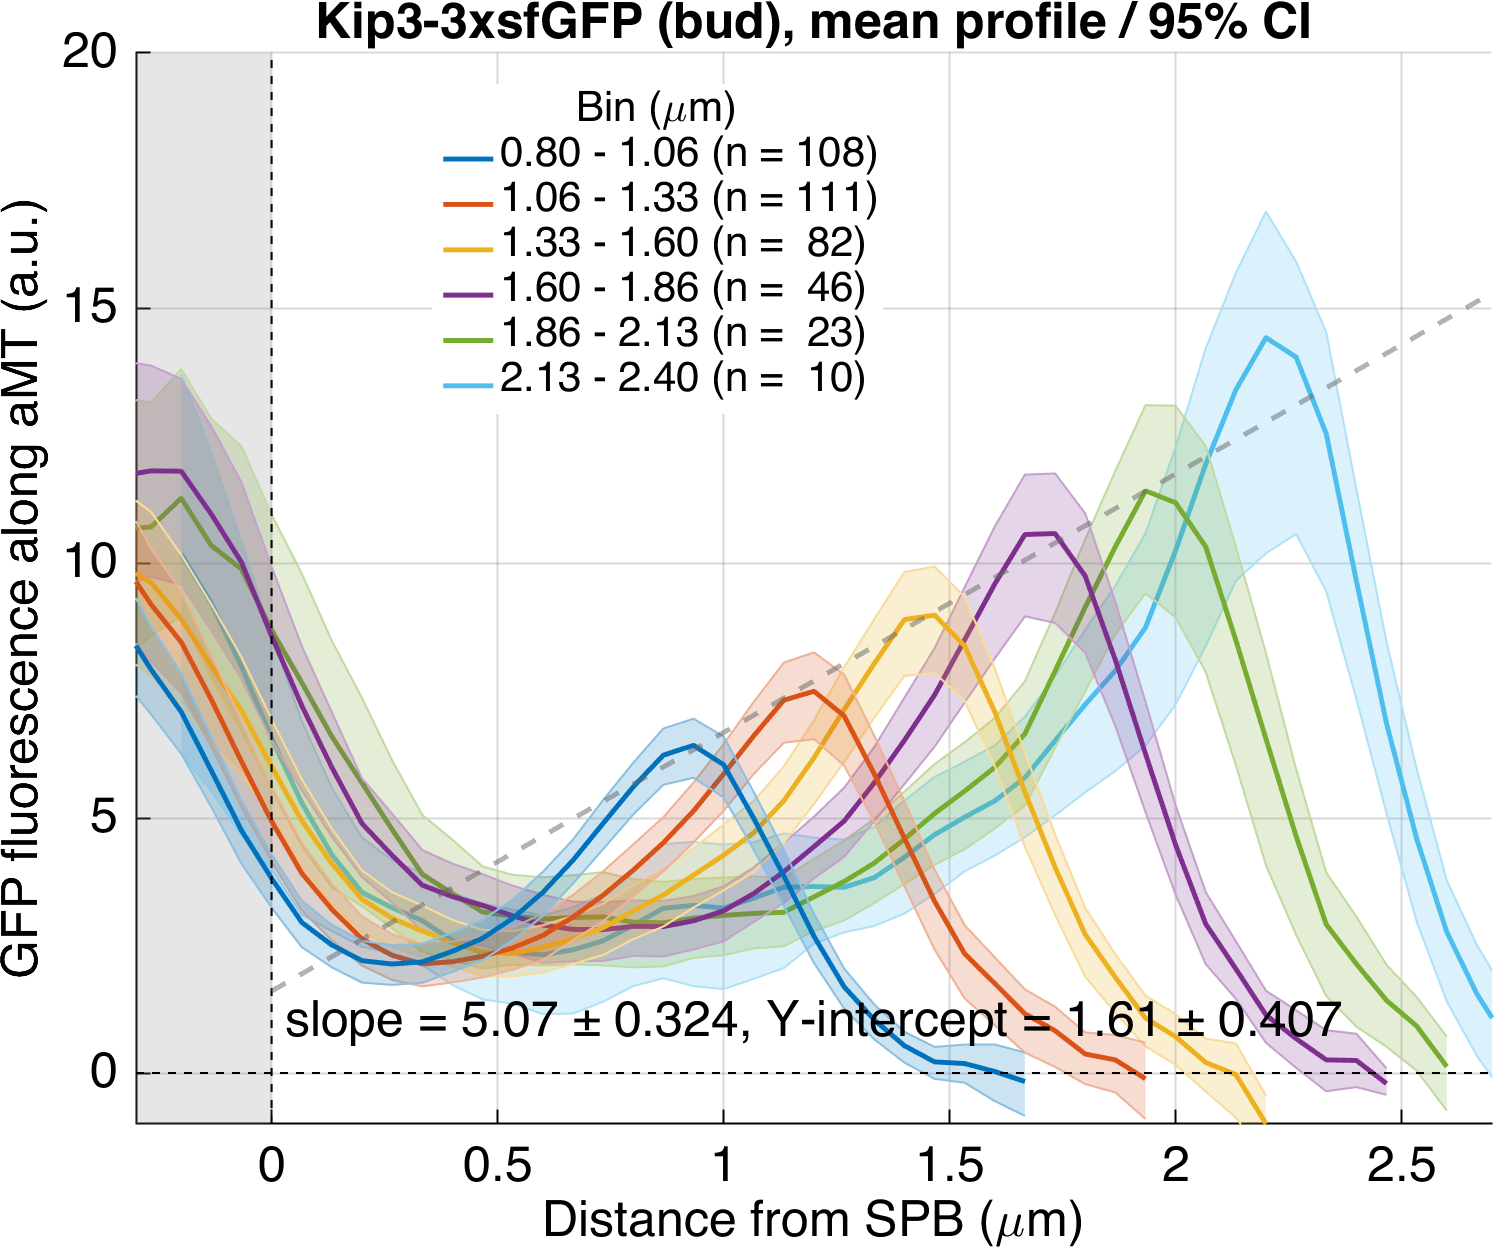 Kip3-3xsfGFP (bud), mean profile / 95% CI
GFP fluorescence along aMT (a.u.)
20
15
10
5
0
Bin (μm)
0.80 - 1.06 (n = 108)
1.06 - 1.33 (n = 111)
1.33 - 1.60 (n = 82)
1.60 - 1.86 (n = 46)
1.86 - 2.13 (n = 23)
2.13 - 2.40 (n = 10)
slope = 5.07 ± 0.324, Y-intercept = 1.61 ± 0.407
0 0.5 1 1.5 2 2.5
Distance from SPB (μm)